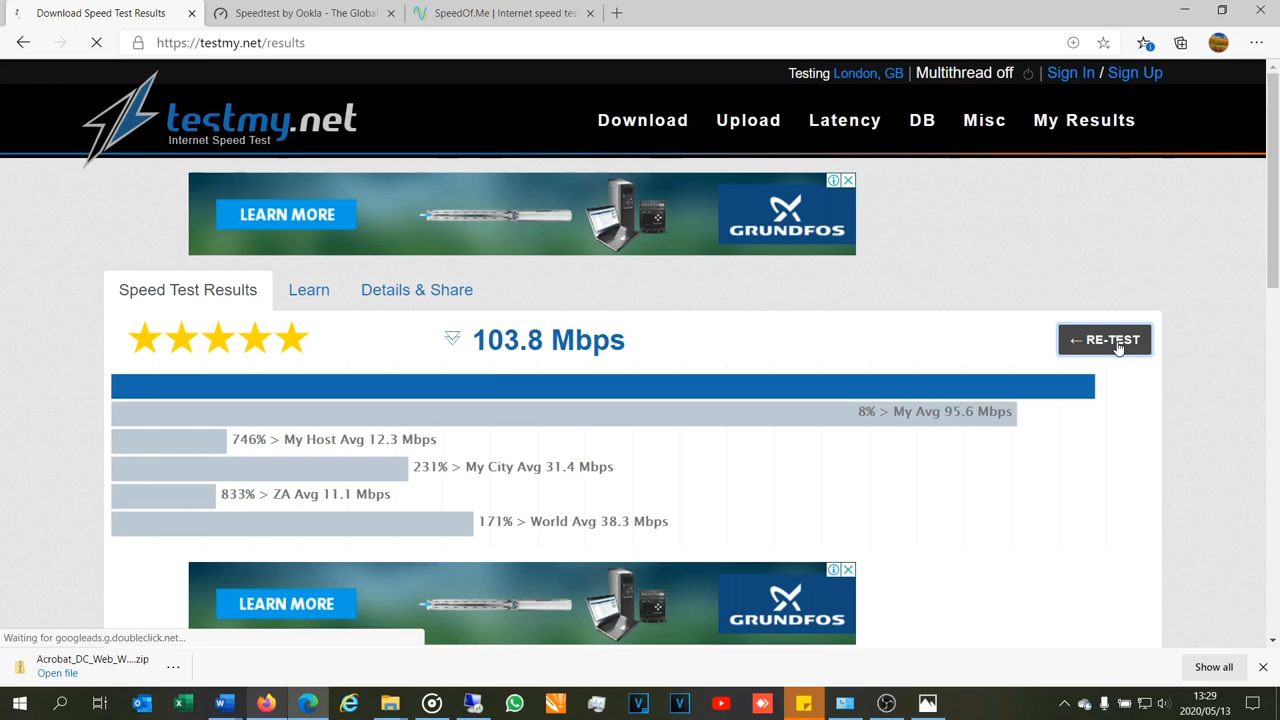 Download Speed Test Results
Speedtest by Ookla - The Global
SpeedOf.Me | Internet speed tes
https://testmy.net/results
Testing London, GB | Multithread off | Sign In / Sign Up
testmy.net
Internet Speed Test
Download Upload Latency DB Misc My Results
LEARN MORE
GRUNDFOS
Speed Test Results Learn Details & Share
103.8 Mbps
← RE-TEST
8% > My Avg 95.6 Mbps
746% > My Host Avg 12.3 Mbps
231% > My City Avg 31.4 Mbps
833% > ZA Avg 11.1 Mbps
171% > World Avg 38.3 Mbps
LEARN MORE
GRUNDFOS
Waiting for googleads.g.doubleclick.net...
Acrobat_DC_Web_W....zip
Open file
Show all
13:29
2020/05/13